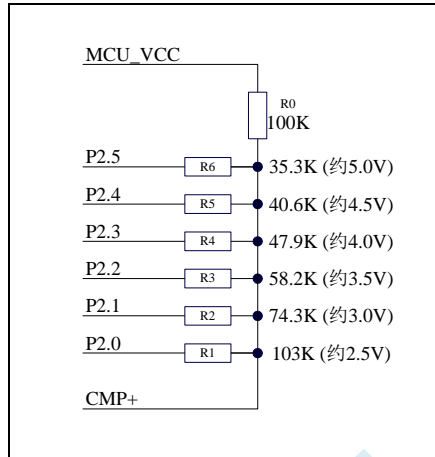 MCU_VCC
R0
100K
P2.5 R6 35.3K (约5.0V)
P2.4 R5 40.6K (约4.5V)
P2.3 R4 47.9K (约4.0V)
P2.2 R3 58.2K (约3.5V)
P2.1 R2 74.3K (约3.0V)
P2.0 R1 103K (约2.5V)
CMP+